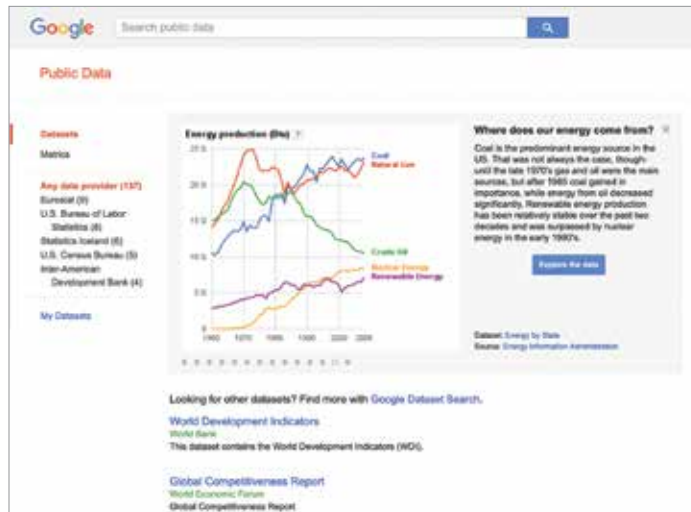 Google
Search public data
Public Data
Datasets
Metrics
Any data provider (137)
Eurostat (9)
U.S. Bureau of Labor
Statistics (8)
Statistics Iceland (6)
U.S. Census Bureau (5)
Inter-American
Development Bank (4)
My Datasets
Energy production (Btu) ?
Coal
Natural Gas
Crude Oil
Nuclear Energy
Renewable Energy
0
1960 1970 1980 1990 2000 2009
Where does our energy come from?
Coal is the predominant energy source in the
US. That was not always the case, though-
until the late 1970's gas and oil were the main
sources, but after 1985 coal gained in
importance, while energy from oil decreased
significantly. Renewable energy production
has been relatively stable over the past two
decades and was surpassed by nuclear
energy in the early 1990's.
Explore the data
Dataset: Energy by State
Source: Energy Information Administration
Looking for other datasets? Find more with Google Dataset Search.
World Development Indicators
World Bank
This dataset contains the World Development Indicators (WDI).
Global Competitiveness Report
World Economic Forum
Global Competitiveness Report